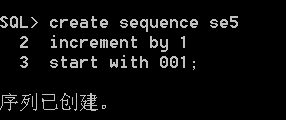 SQL> create sequence se5
2 increment by 1
3 start with 001;
序列已创建。